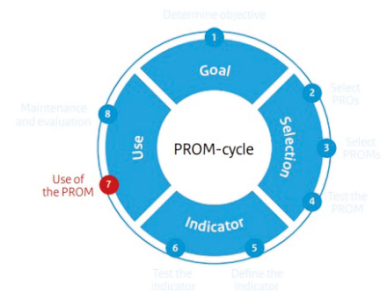 Determine objective
1
Goal
2
Select
PROs
Selection
3
Select
PROMs
4
Test the
PROM
Indicator
5
Define the
indicator
6
Test the
indicator
Use
7
Use of
the PROM
8
Maintenance
and evaluation
PROM-cycle